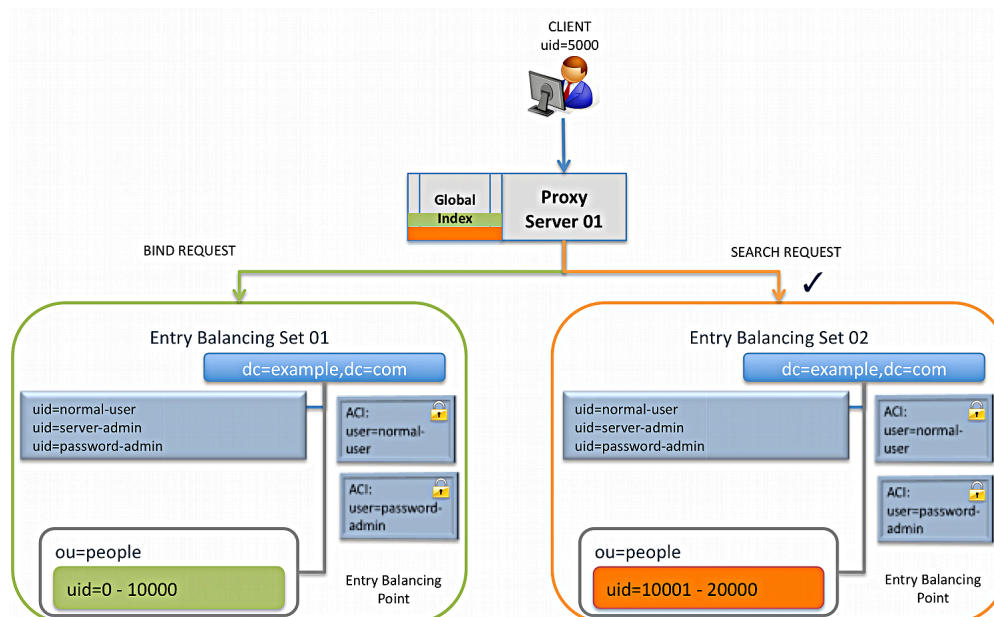 CLIENT
uid=5000
Global
Index
Proxy
Server 01
BIND REQUEST
SEARCH REQUEST
✓
Entry Balancing Set 01
dc=example,dc=com
uid=normal-user
uid=server-admin
uid=password-admin
ACI:
user=normal-
user
ACI:
user=password-
admin
ou=people
uid=0 - 10000
Entry Balancing
Point
Entry Balancing Set 02
dc=example,dc=com
uid=normal-user
uid=server-admin
uid=password-admin
ACI:
user=normal-
user
ACI:
user=password-
admin
ou=people
uid=10001 - 20000
Entry Balancing
Point